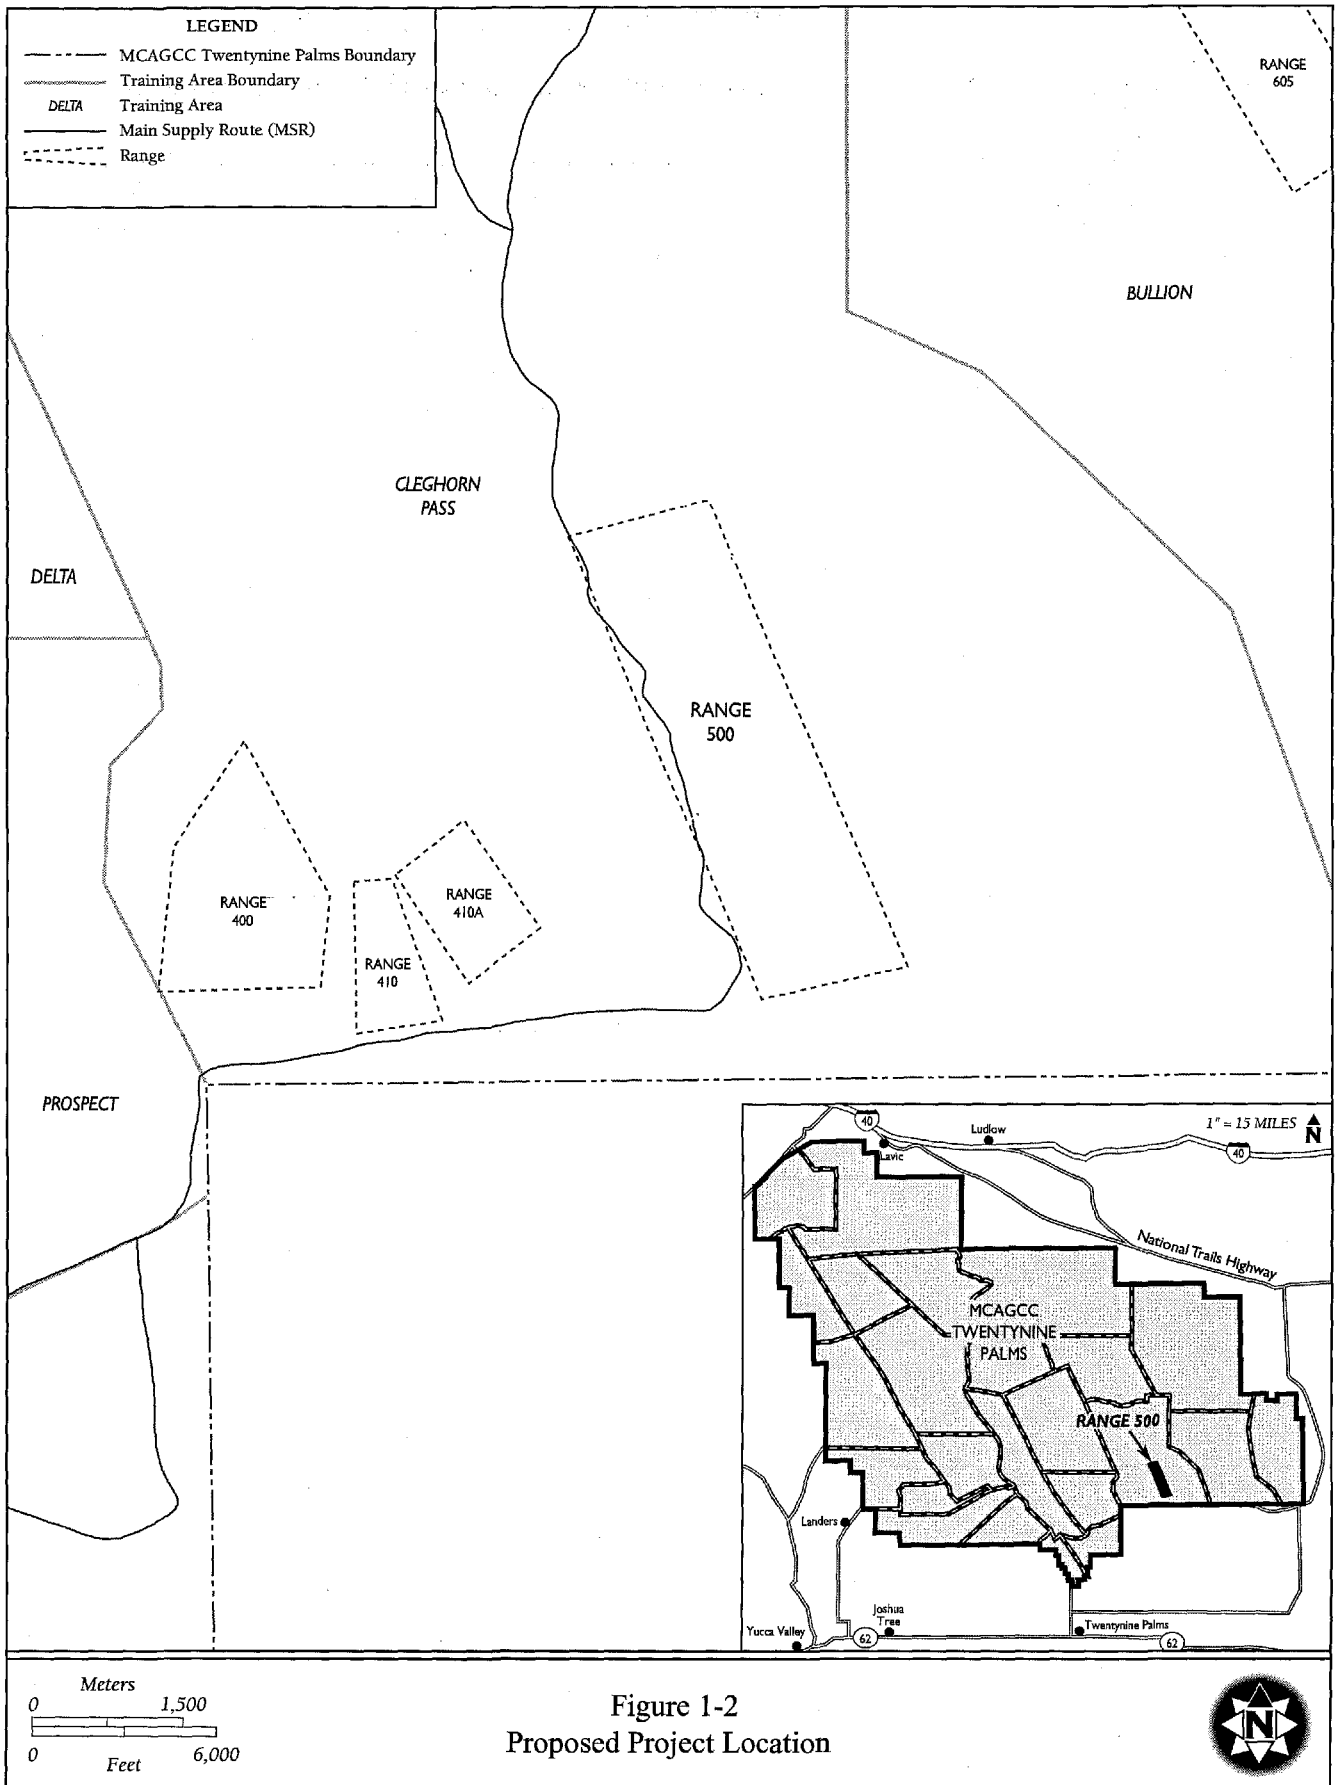 LEGEND
MCAGCC Twentynine Palms Boundary
Training Area Boundary
DELTA Training Area
Main Supply Route (MSR)
Range
RANGE
605
BULLION
CLEGHORN
PASS
DELTA
RANGE
500
RANGE
400
RANGE
410A
RANGE
410
PROSPECT
40
Ludlow
1" = 15 MILES N
Lavic
40
National Trails Highway
MCAGCC
TWENTYNINE
PALMS
RANGE 500
Landers
Joshua
Tree
Yucca Valley
62
Twentynine Palms
62
Meters
0 1,500
0 6,000
Feet
Figure 1-2
Proposed Project Location
N